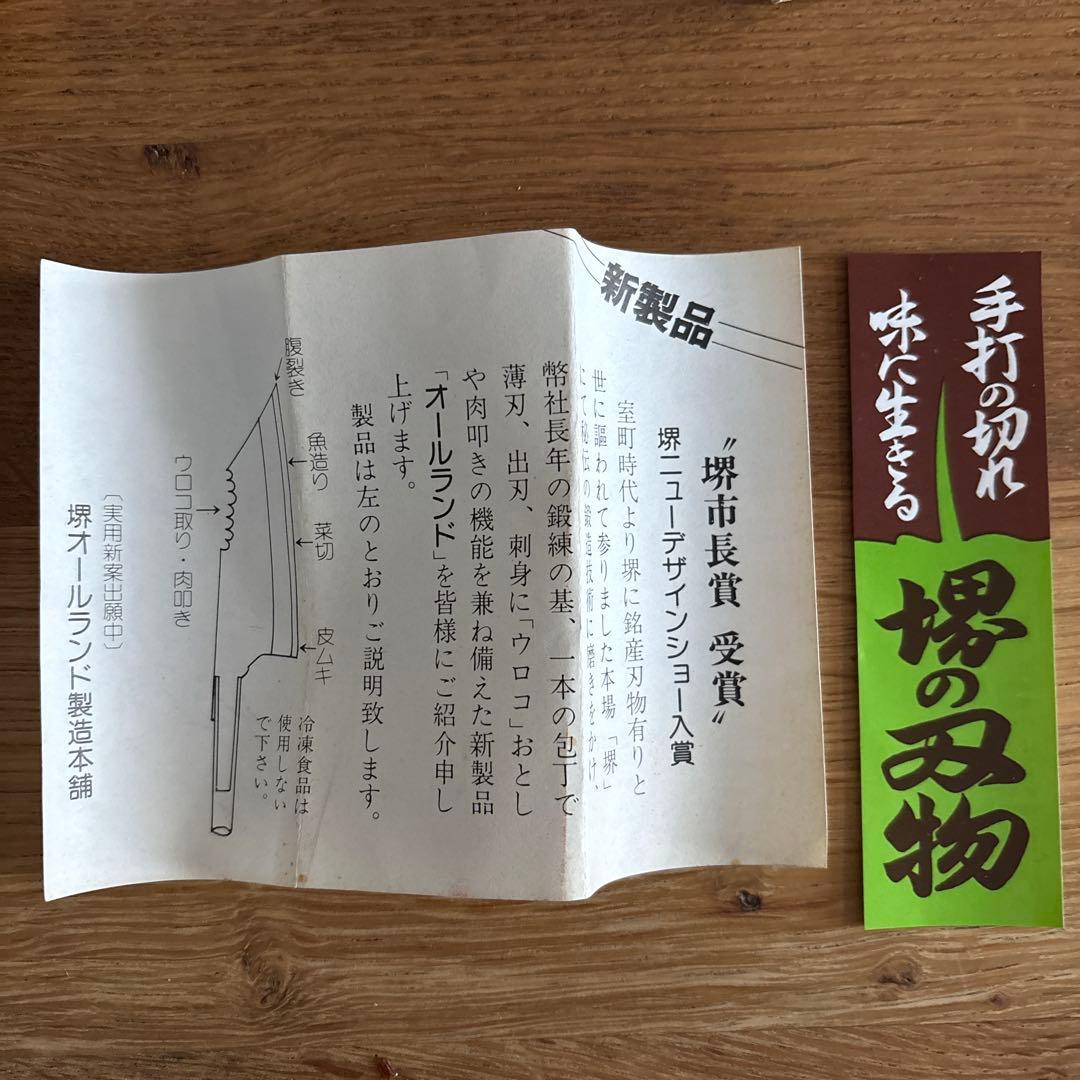 新製品
“堺市長賞 受賞”
堺ニューデザインショー入賞
室町時代より堺に銘産刃物有りと
世に謳われて参りました本場「堺」
にて秘伝の鍛造技術に磨きをかけ、
幣社長年の鍛練の基、一本の包丁で
薄刃、出刃、刺身に「ウロコ」おとし
や肉叩きの機能を兼ね備えた新製品
「オールランド」を皆様にご紹介申し
上げます。
製品は左のとおりご説明致します。
腹裂き
魚造り
菜切
皮ムキ
ウロコ取り・肉叩き
冷凍食品は
使用しない
で下さい。
〔実用新案出願中〕
堺オールランド製造本舗
手打の切れ
味に生きる
堺の刃物